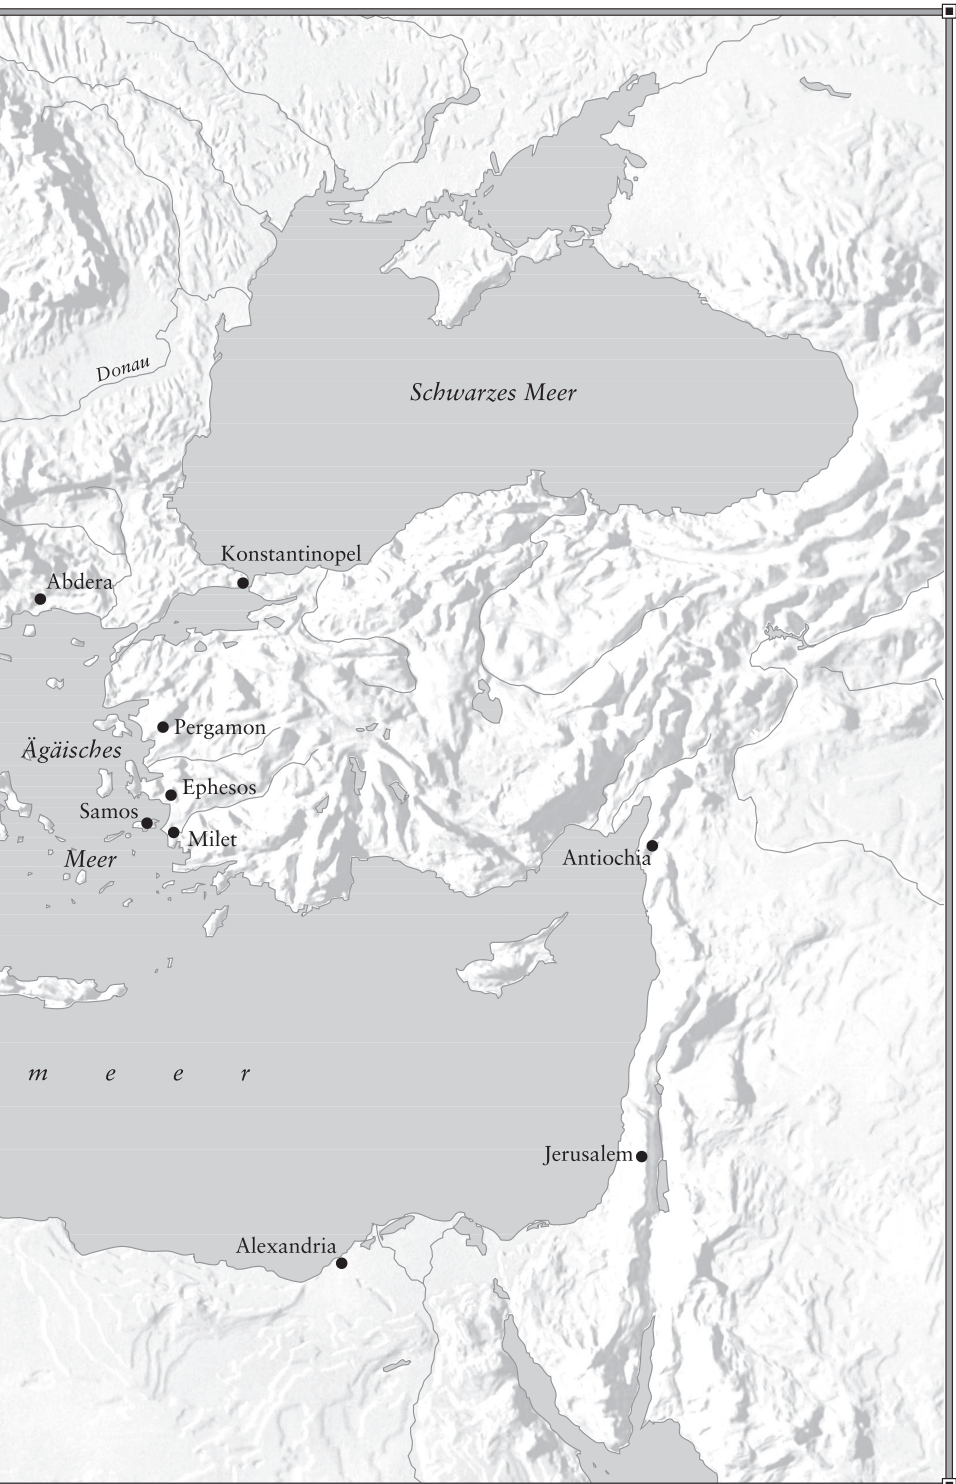 Donau
Schwarzes Meer
Konstantinopel
Abdera
Pergamon
Ägäisches
Ephesos
Samos
Milet
Meer
Antiochia
m e e r
Jerusalem
Alexandria